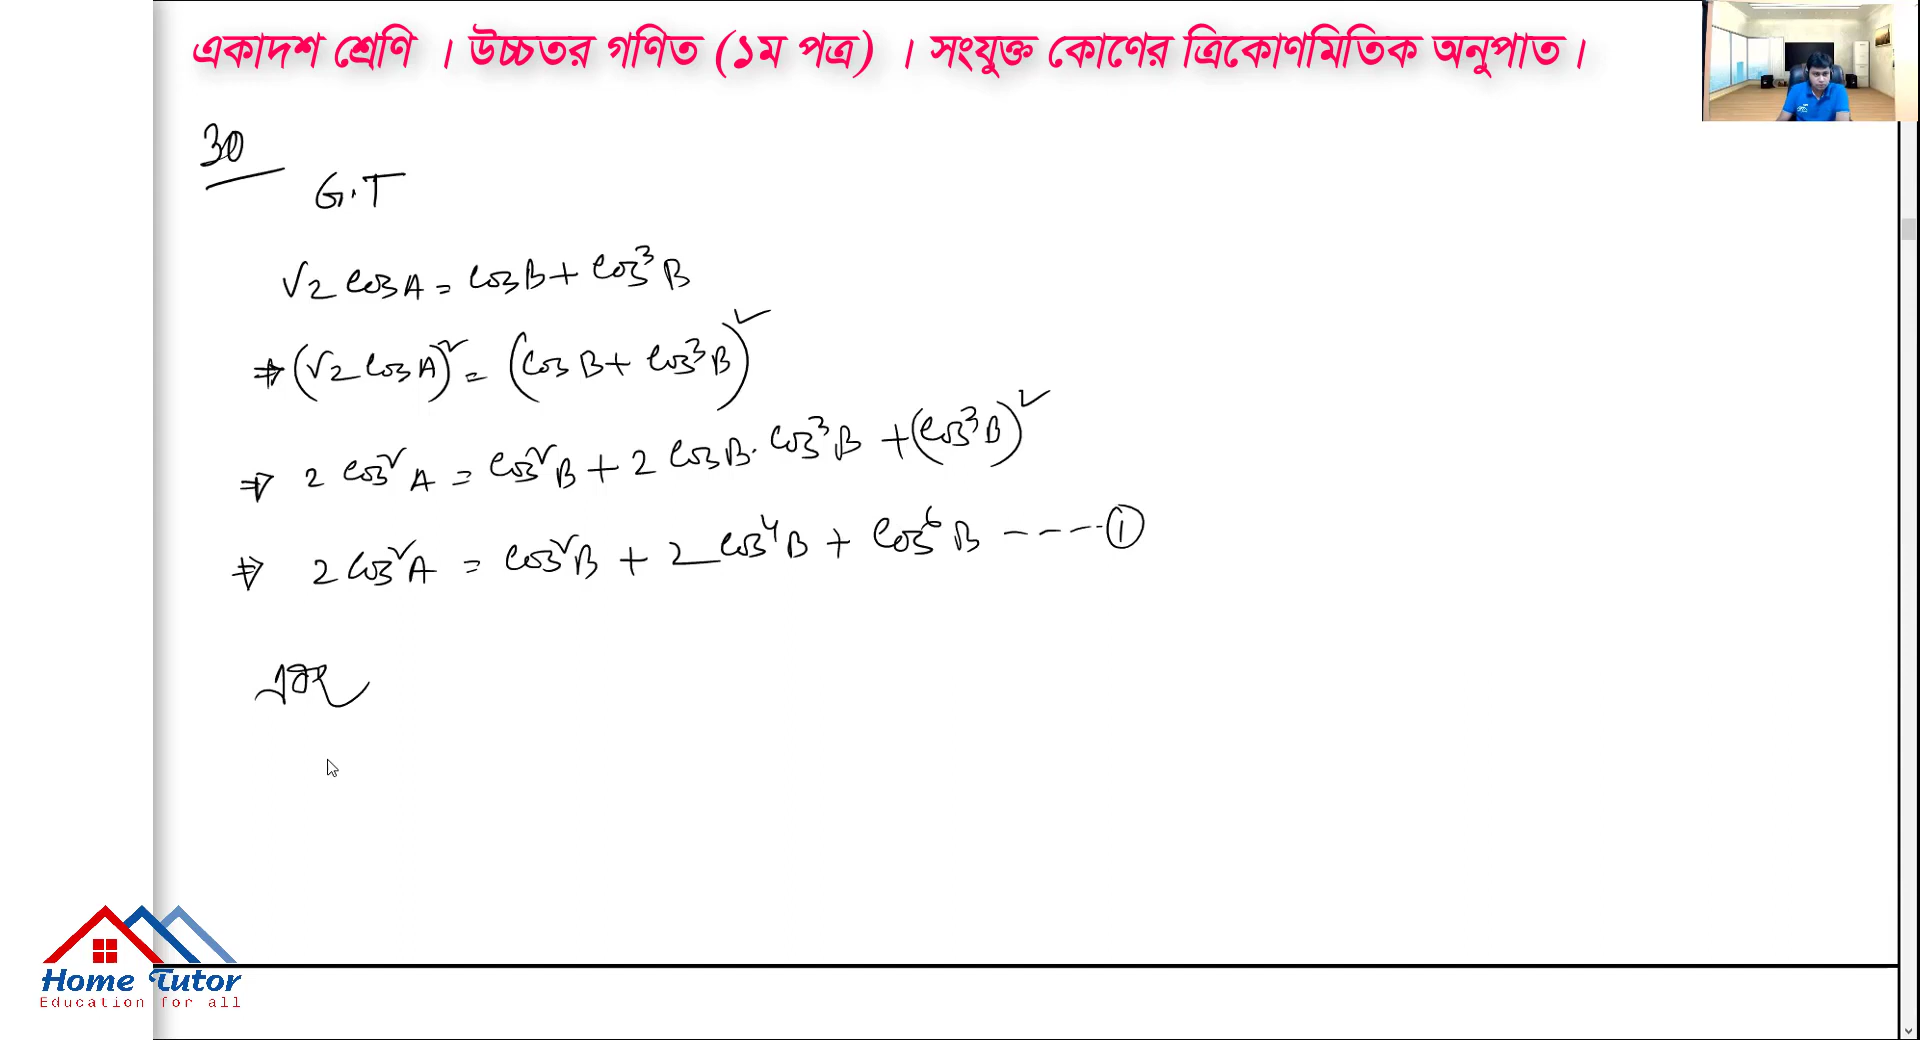 একাদশ শ্রেণি । উচ্চতর গণিত (১ম পত্র) । সংযুক্ত কোণের ত্রিকোণমিতিক অনুপাত।
30
G.T
√2 cosA = cosB + cos³B
⇒ (√2 cosA)² = (cosB + cos³B)²
⇒ 2 cos²A = cos²B + 2 cosB. cos³B + (cos³B)²
⇒ 2 cos²A = cos²B + 2 cos⁴B + cos⁶B ---- ①
এবং
Home Tutor
Education for all